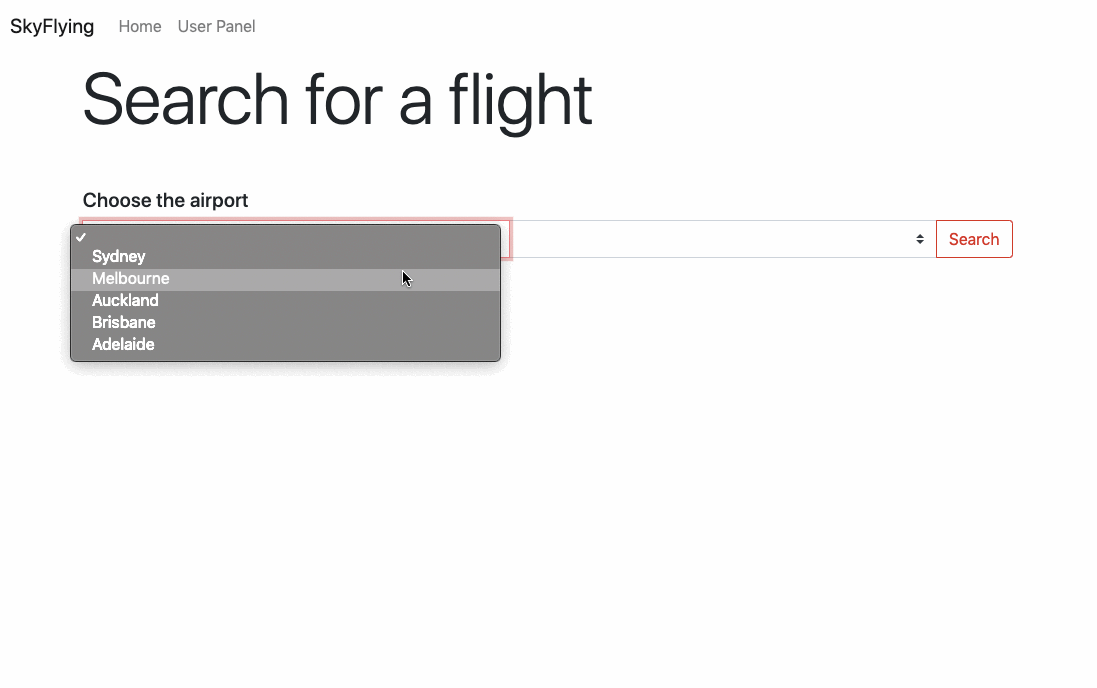 SkyFlying Home User Panel
Search for a flight
Choose the airport
Search
Sydney
Melbourne
Auckland
Brisbane
Adelaide